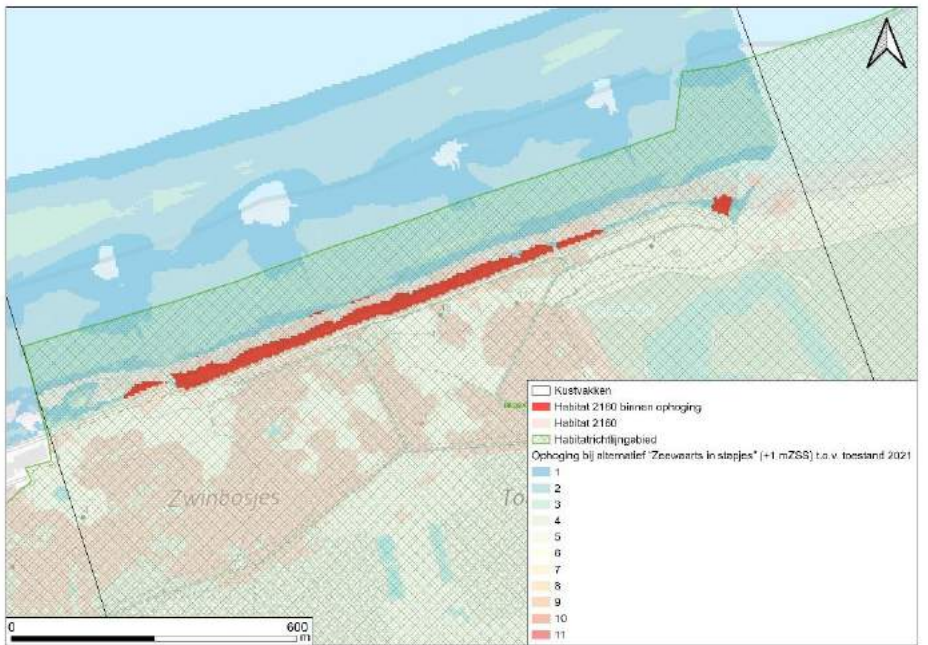 Zwinbosjes
To
Kustvakken
Habitat 2160 binnen ophoging
Habitat 2160
Habitatrichtlijngebied
Ophoging bij alternatief "Zeewaarts in stapjes" (+1 mZSS) t.o.v. toestand 2021
1
2
3
4
5
6
7
8
9
10
11
0 600
m